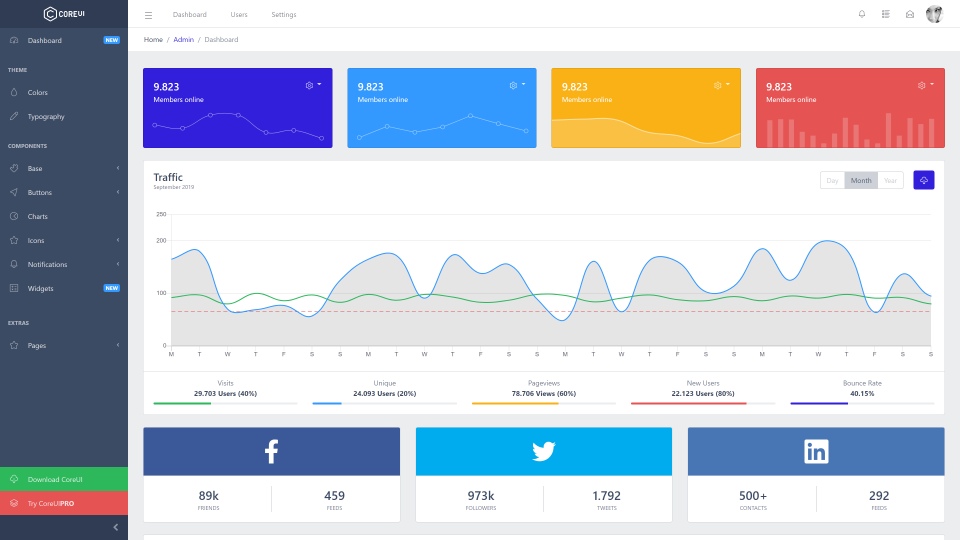 COREUI
Dashboard Users Settings
Dashboard NEW
Home / Admin / Dashboard
THEME
Colors
Typography
COMPONENTS
Base
Buttons
Charts
Icons
Notifications
Widgets NEW
EXTRAS
Pages
Download CoreUI
Try CoreUI PRO
9.823
Members online
9.823
Members online
9.823
Members online
9.823
Members online
Traffic
September 2019
Day Month Year
250
200
100
0
M T W T F S S M T W T F S S M T W T F S S M T W T F S S
Visits
29.703 Users (40%)
Unique
24.093 Users (20%)
Pageviews
78.706 Views (60%)
New Users
22.123 Users (80%)
Bounce Rate
40.15%
89k
FRIENDS
459
FEEDS
973k
FOLLOWERS
1.792
TWEETS
500+
CONTACTS
292
FEEDS